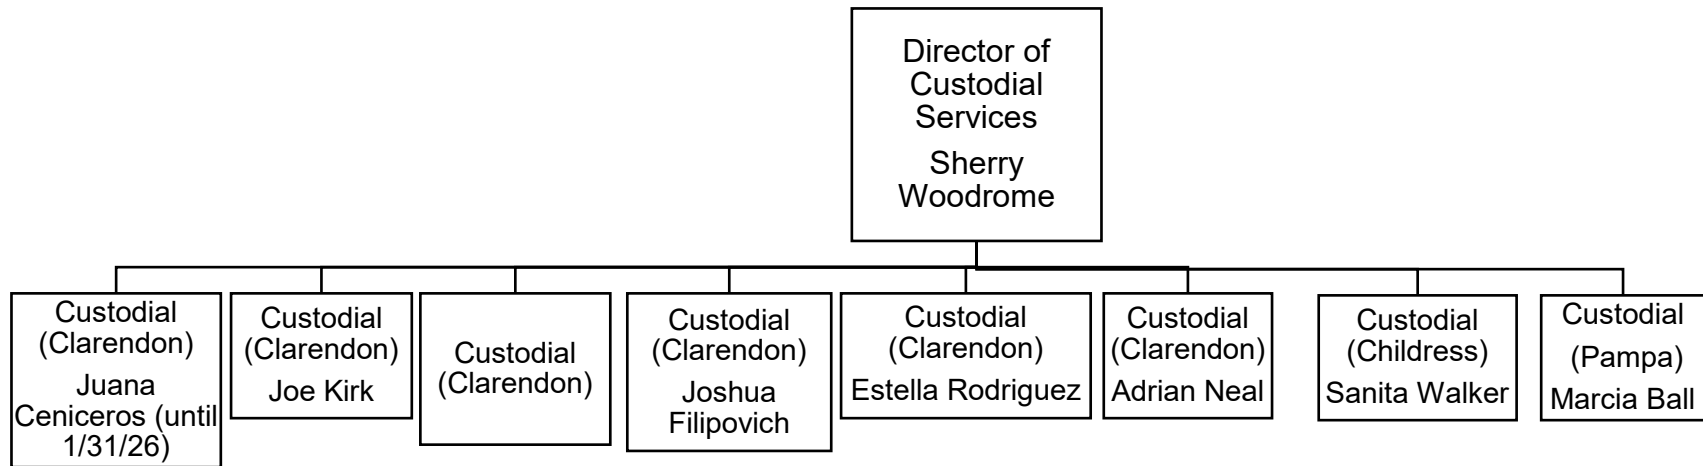 Director of
Custodial
Services
Sherry
Woodrome
Custodial
(Clarendon)
Juana
Ceniceros (until
1/31/26)
Custodial
(Clarendon)
Joe Kirk
Custodial
(Clarendon)
Custodial
(Clarendon)
Joshua
Filipovich
Custodial
(Clarendon)
Estella Rodriguez
Custodial
(Clarendon)
Adrian Neal
Custodial
(Childress)
Sanita Walker
Custodial
(Pampa)
Marcia Ball